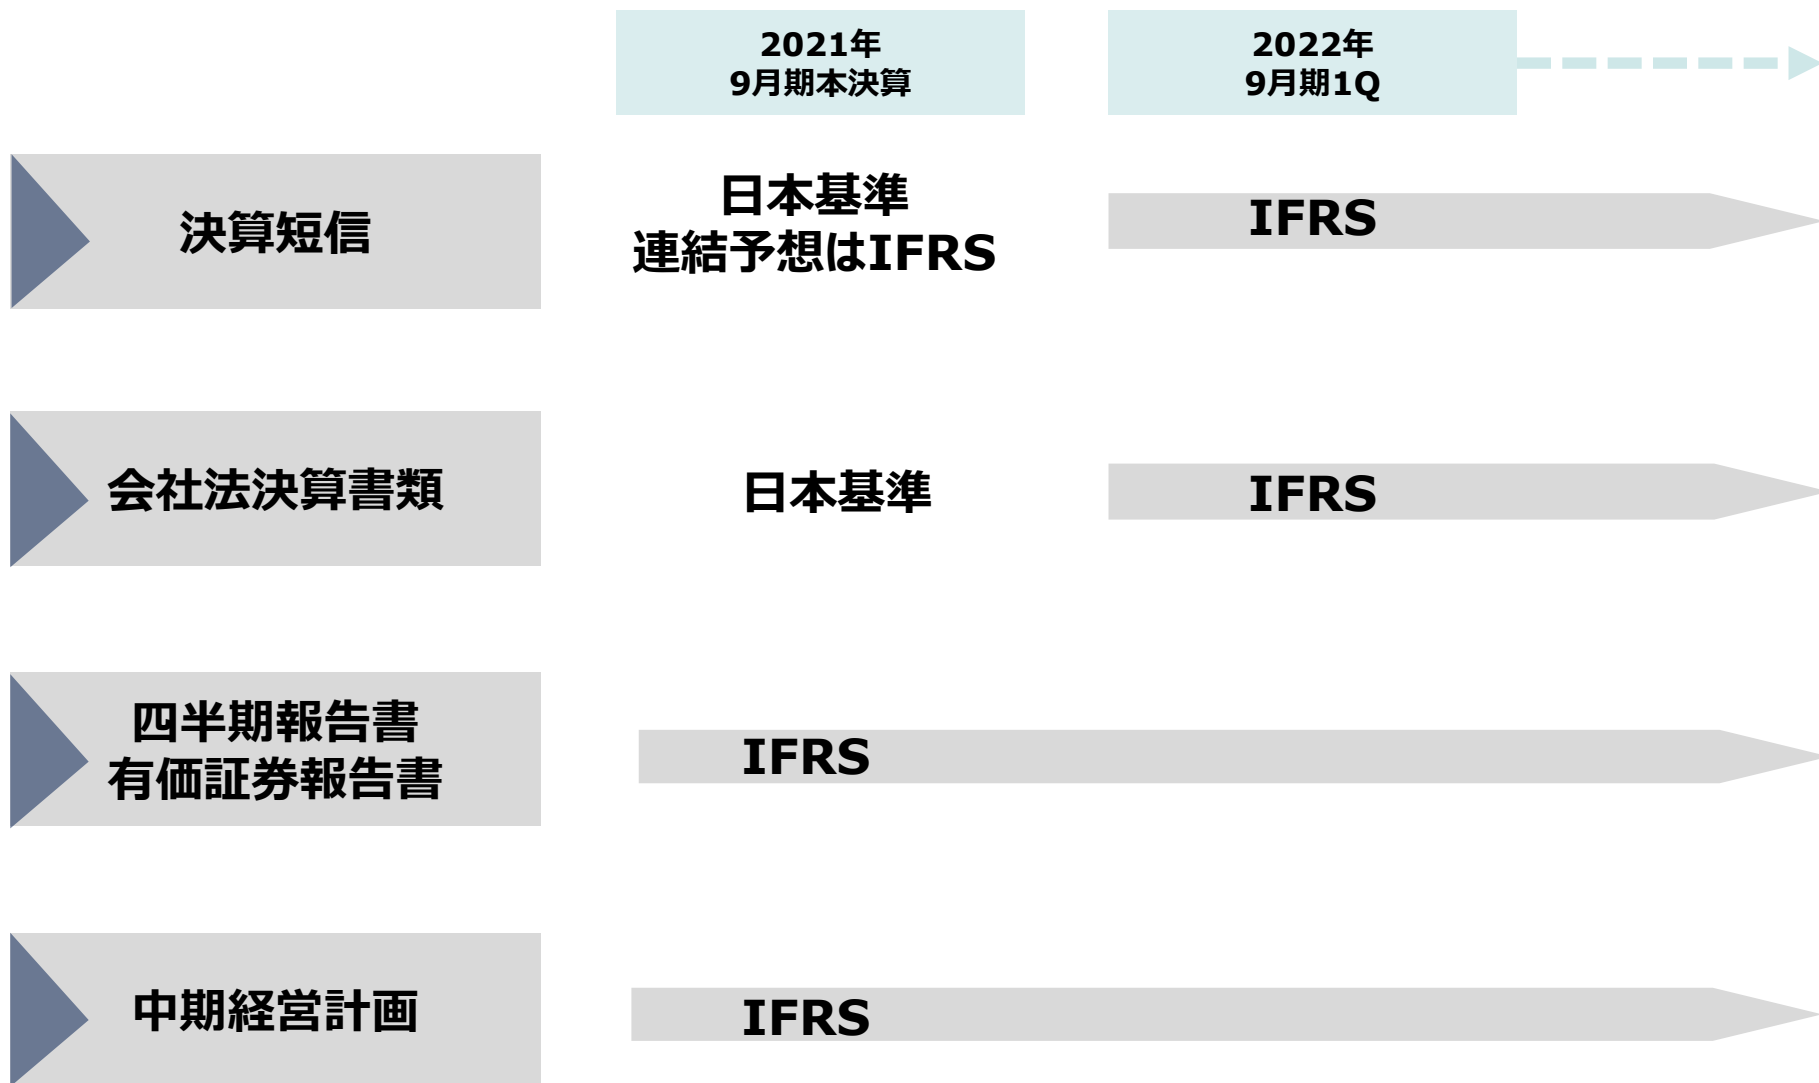 2021年
9月期本決算
2022年
9月期1Q
決算短信
日本基準
連結予想はIFRS
IFRS
会社法決算書類
日本基準
IFRS
四半期報告書
有価証券報告書
IFRS
中期経営計画
IFRS